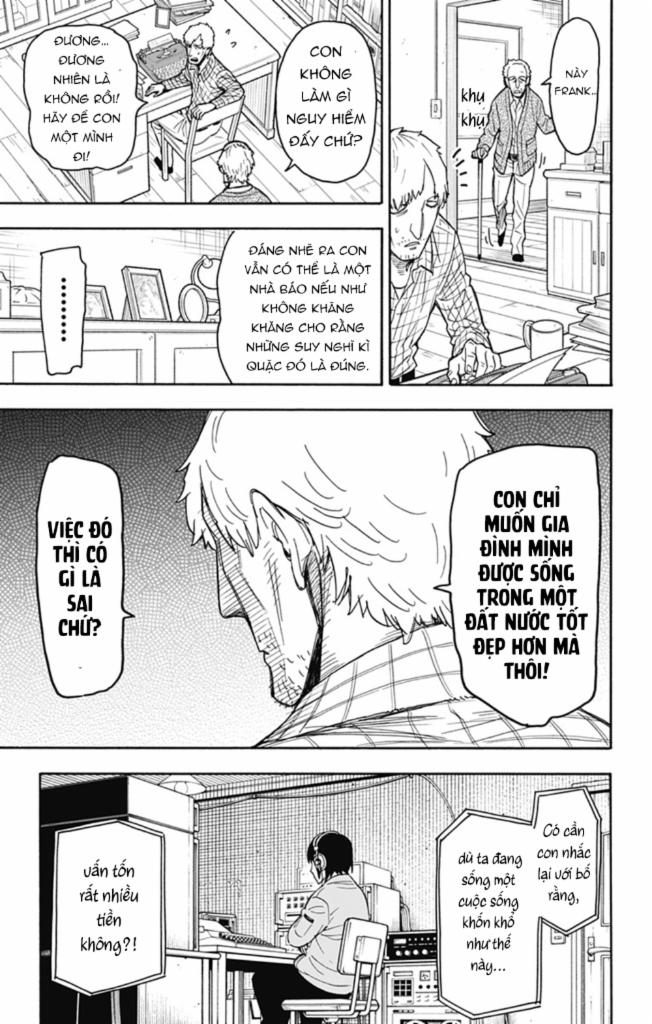 NÀY
FRANK...
khụ
khụ
CON
KHÔNG
LÀM GÌ
NGUY HIỂM
ĐẤY CHỨ?
ĐƯƠNG...
ĐƯƠNG
NHIÊN LÀ
KHÔNG RỒI!
HÃY ĐỂ CON
MỘT MÌNH
ĐI!
ĐÁNG NHẼ RA CON
VẪN CÓ THỂ LÀ MỘT
NHÀ BÁO NẾU NHƯ
KHÔNG KHĂNG
KHĂNG CHO RẰNG
NHỮNG SUY NGHĨ KÌ
QUẶC ĐÓ LÀ ĐÚNG.
........
CON CHỈ
MUỐN GIA
ĐÌNH MÌNH
ĐƯỢC SỐNG
TRONG MỘT
ĐẤT NƯỚC TỐT
ĐẸP HƠN MÀ
THÔI!
VIỆC ĐÓ
THÌ CÓ
GÌ LÀ
SAI
CHỨ?
Có cần
con nhắc
lại với bố
rằng,
dù ta đang
sống một
cuộc sống
khốn khổ
như thế
này...
vẫn tốn
rất nhiều
tiền
không?!